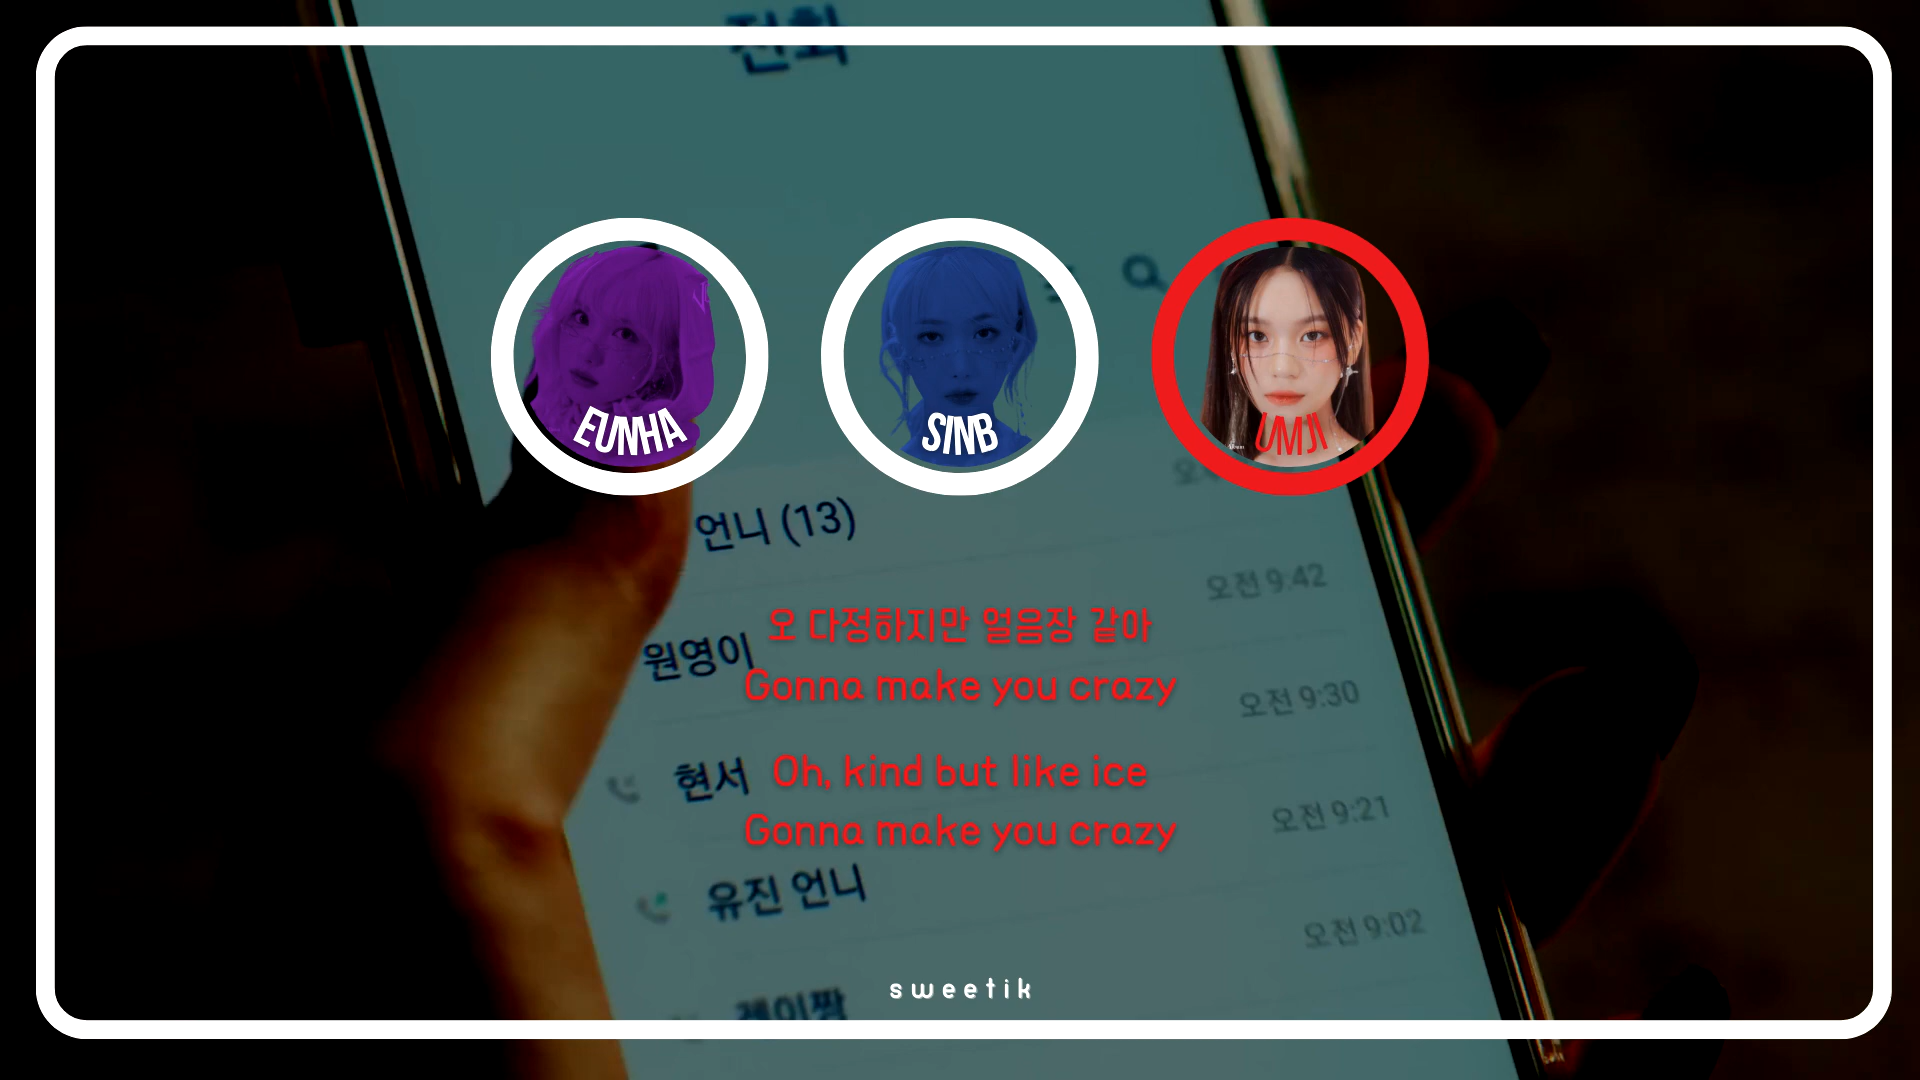 전화
EUNHA
SINB
UMJI
언니 (13)
오전 9:42
원영이
오 다정하지만 얼음장 같아
Gonna make you crazy
오전 9:30
현서
Oh, kind but like ice
Gonna make you crazy
오전 9:21
유진 언니
오전 9:02
sweetik